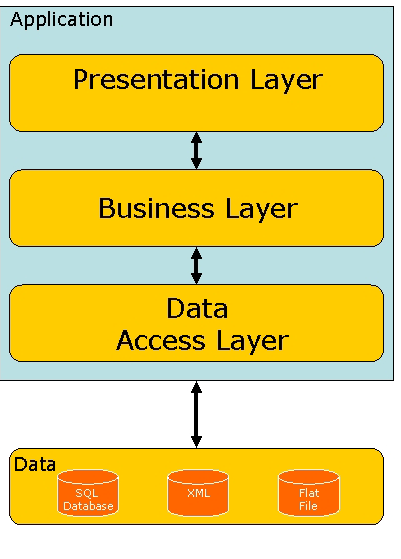 Application
Presentation Layer
Business Layer
Data
Access Layer
Data
SQL
Database
XML
Flat
File